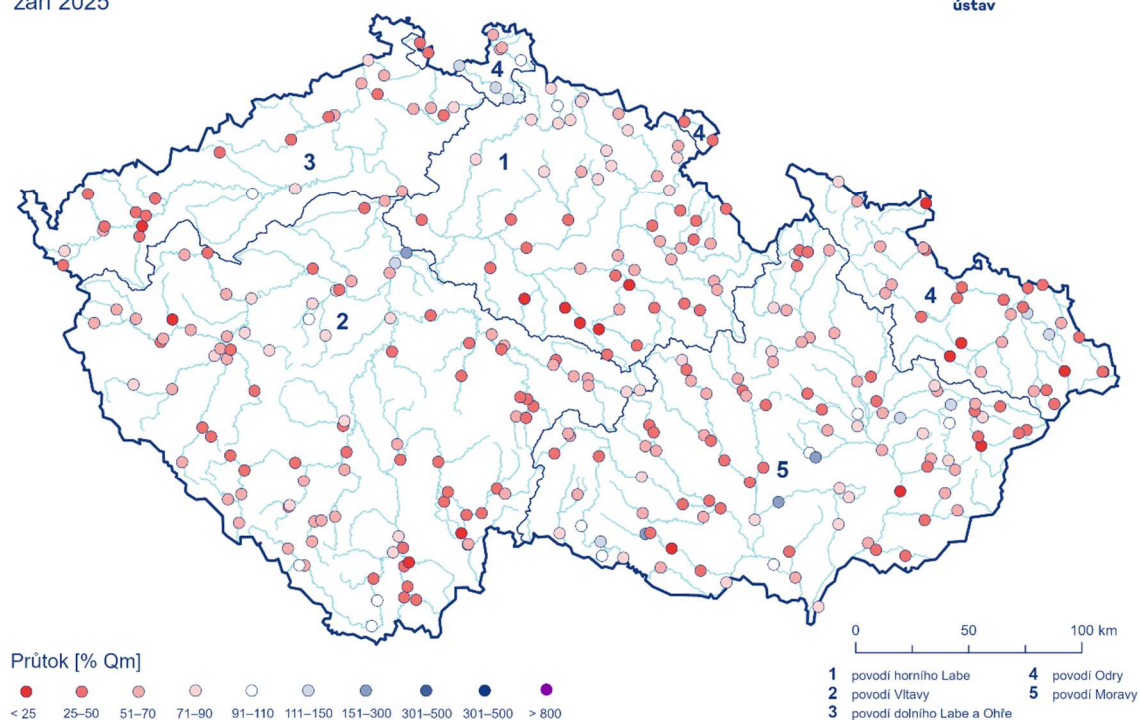 září 2025
ústav
4
4
3
1
2
4
5
Průtok [% Qm]
< 25
25–50
51–70
71–90
91–110
111–150
151–300
301–500
301–500
> 800
0
50
100 km
1 povodí horního Labe
2 povodí Vltavy
3 povodí dolního Labe a Ohře
4 povodí Odry
5 povodí Moravy